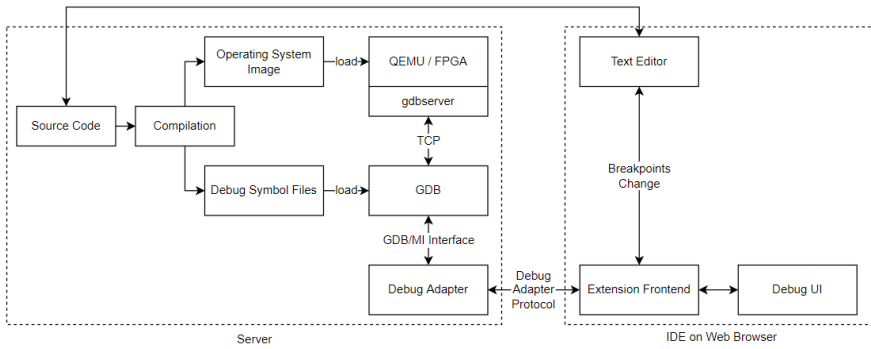 Operating System
Image
load
QEMU / FPGA
Text Editor
gdbserver
Source Code
Compilation
TCP
Breakpoints
Change
Debug Symbol Files
load
GDB
GDB/MI Interface
Debug Adapter
Debug
Adapter
Protocol
Extension Frontend
Debug UI
Server
IDE on Web Browser